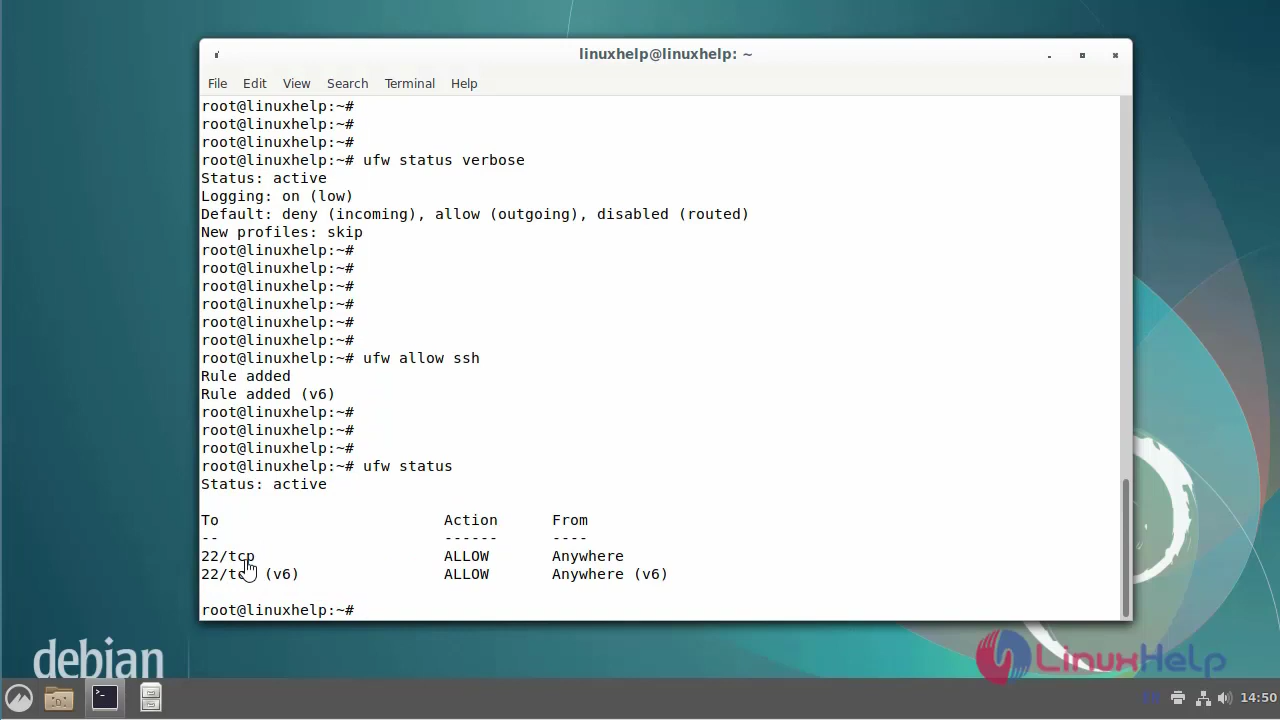 linuxhelp@linuxhelp: ~
File Edit View Search Terminal Help
root@linuxhelp:~#
root@linuxhelp:~#
root@linuxhelp:~#
root@linuxhelp:~# ufw status verbose
Status: active
Logging: on (low)
Default: deny (incoming), allow (outgoing), disabled (routed)
New profiles: skip
root@linuxhelp:~#
root@linuxhelp:~#
root@linuxhelp:~#
root@linuxhelp:~#
root@linuxhelp:~#
root@linuxhelp:~#
root@linuxhelp:~# ufw allow ssh
Rule added
Rule added (v6)
root@linuxhelp:~#
root@linuxhelp:~#
root@linuxhelp:~#
root@linuxhelp:~# ufw status
Status: active
To Action From
-- ------ ----
22/tcp ALLOW Anywhere
22/tcp (v6) ALLOW Anywhere (v6)
root@linuxhelp:~#
debian
LinuxHelp
14:50